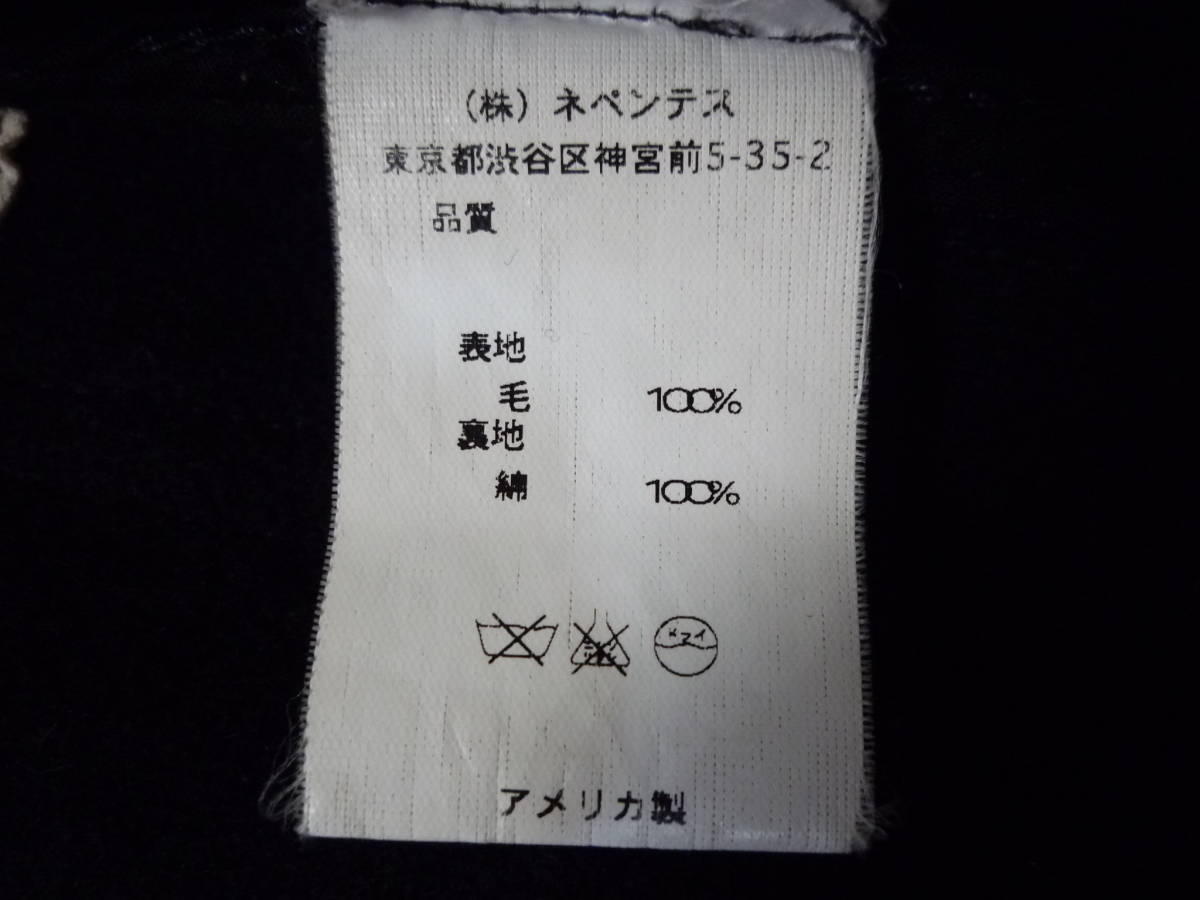 (株) ネペンテス
東京都渋谷区神宮前5-35-2
品質
表地
毛 100%
裏地
綿 100%
ドライ
アメリカ製